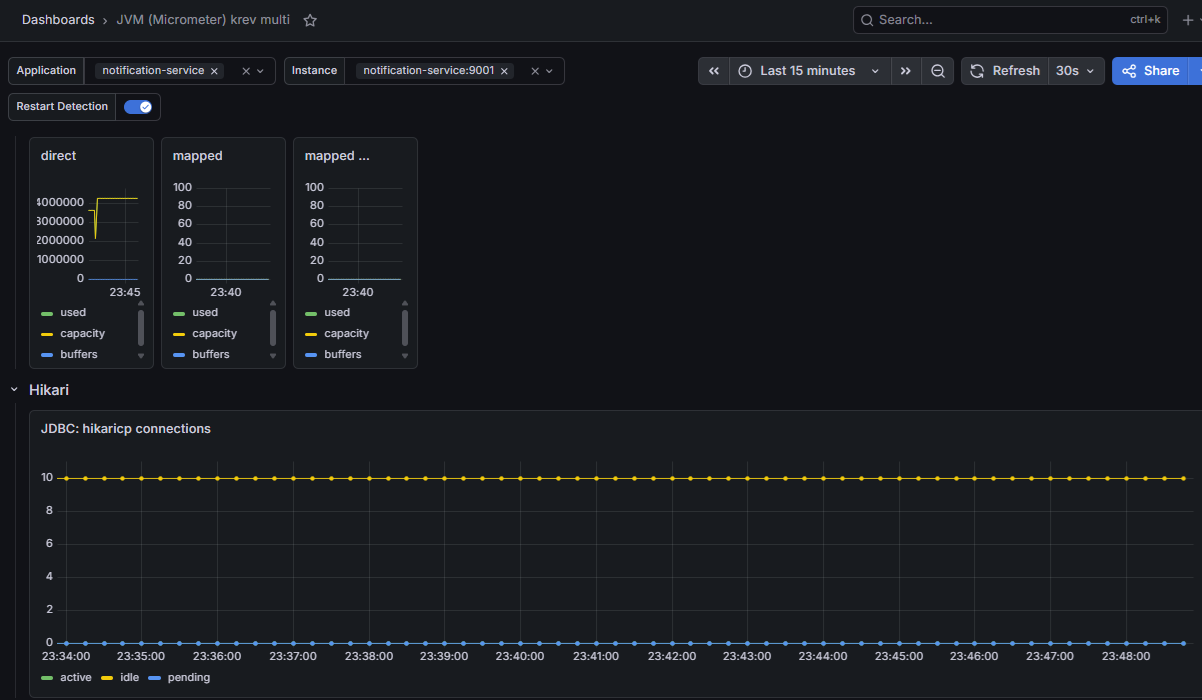 Dashboards › JVM (Micrometer) krev multi
Search... ctrl+k
Application notification-service Instance notification-service:9001 Last 15 minutes Refresh 30s Share
Restart Detection
direct
4000000
3000000
2000000
1000000
0
23:45
used
capacity
buffers
mapped
100
80
60
40
20
0
23:40
used
capacity
buffers
mapped ...
100
80
60
40
20
0
23:40
used
capacity
buffers
Hikari
JDBC: hikaricp connections
10
8
6
4
2
0
23:34:00 23:35:00 23:36:00 23:37:00 23:38:00 23:39:00 23:40:00 23:41:00 23:42:00 23:43:00 23:44:00 23:45:00 23:46:00 23:47:00 23:48:00
active idle pending